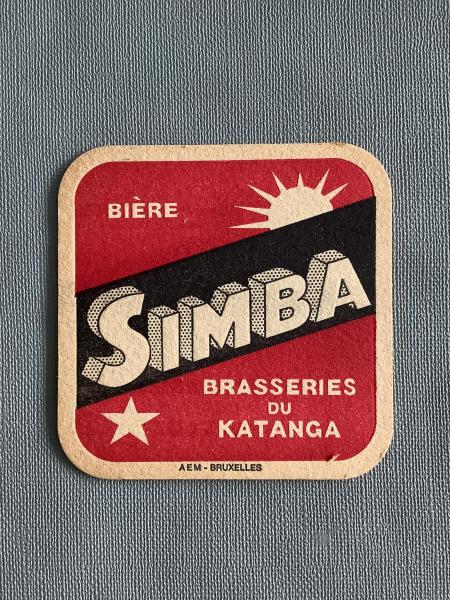 BIÈRE
SIMBA
BRASSERIES
DU
KATANGA
AEM - BRUXELLES